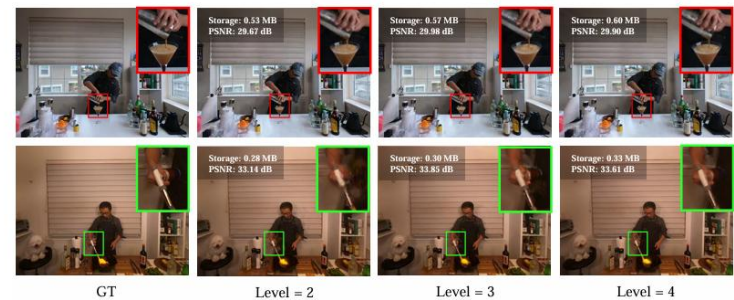 Storage: 0.53 MB
PSNR: 29.67 dB
Storage: 0.57 MB
PSNR: 29.98 dB
Storage: 0.60 MB
PSNR: 29.90 dB
Storage: 0.28 MB
PSNR: 33.14 dB
Storage: 0.30 MB
PSNR: 33.85 dB
Storage: 0.33 MB
PSNR: 33.61 dB
GT
Level = 2
Level = 3
Level = 4